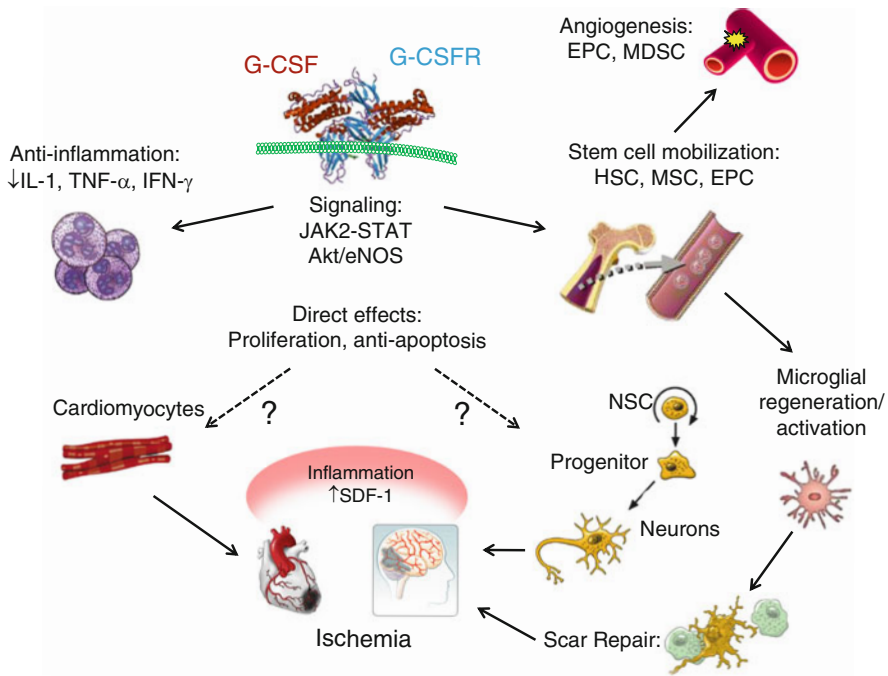 Angiogenesis:
EPC, MDSC
G-CSF
G-CSFR
Anti-inflammation:
↓IL-1, TNF-α, IFN-γ
Stem cell mobilization:
HSC, MSC, EPC
Signaling:
JAK2-STAT
Akt/eNOS
Direct effects:
Proliferation, anti-apoptosis
Cardiomyocytes
?
?
NSC
Microglial
regeneration/
activation
Progenitor
Inflammation
↑SDF-1
Neurons
Ischemia
Scar Repair: